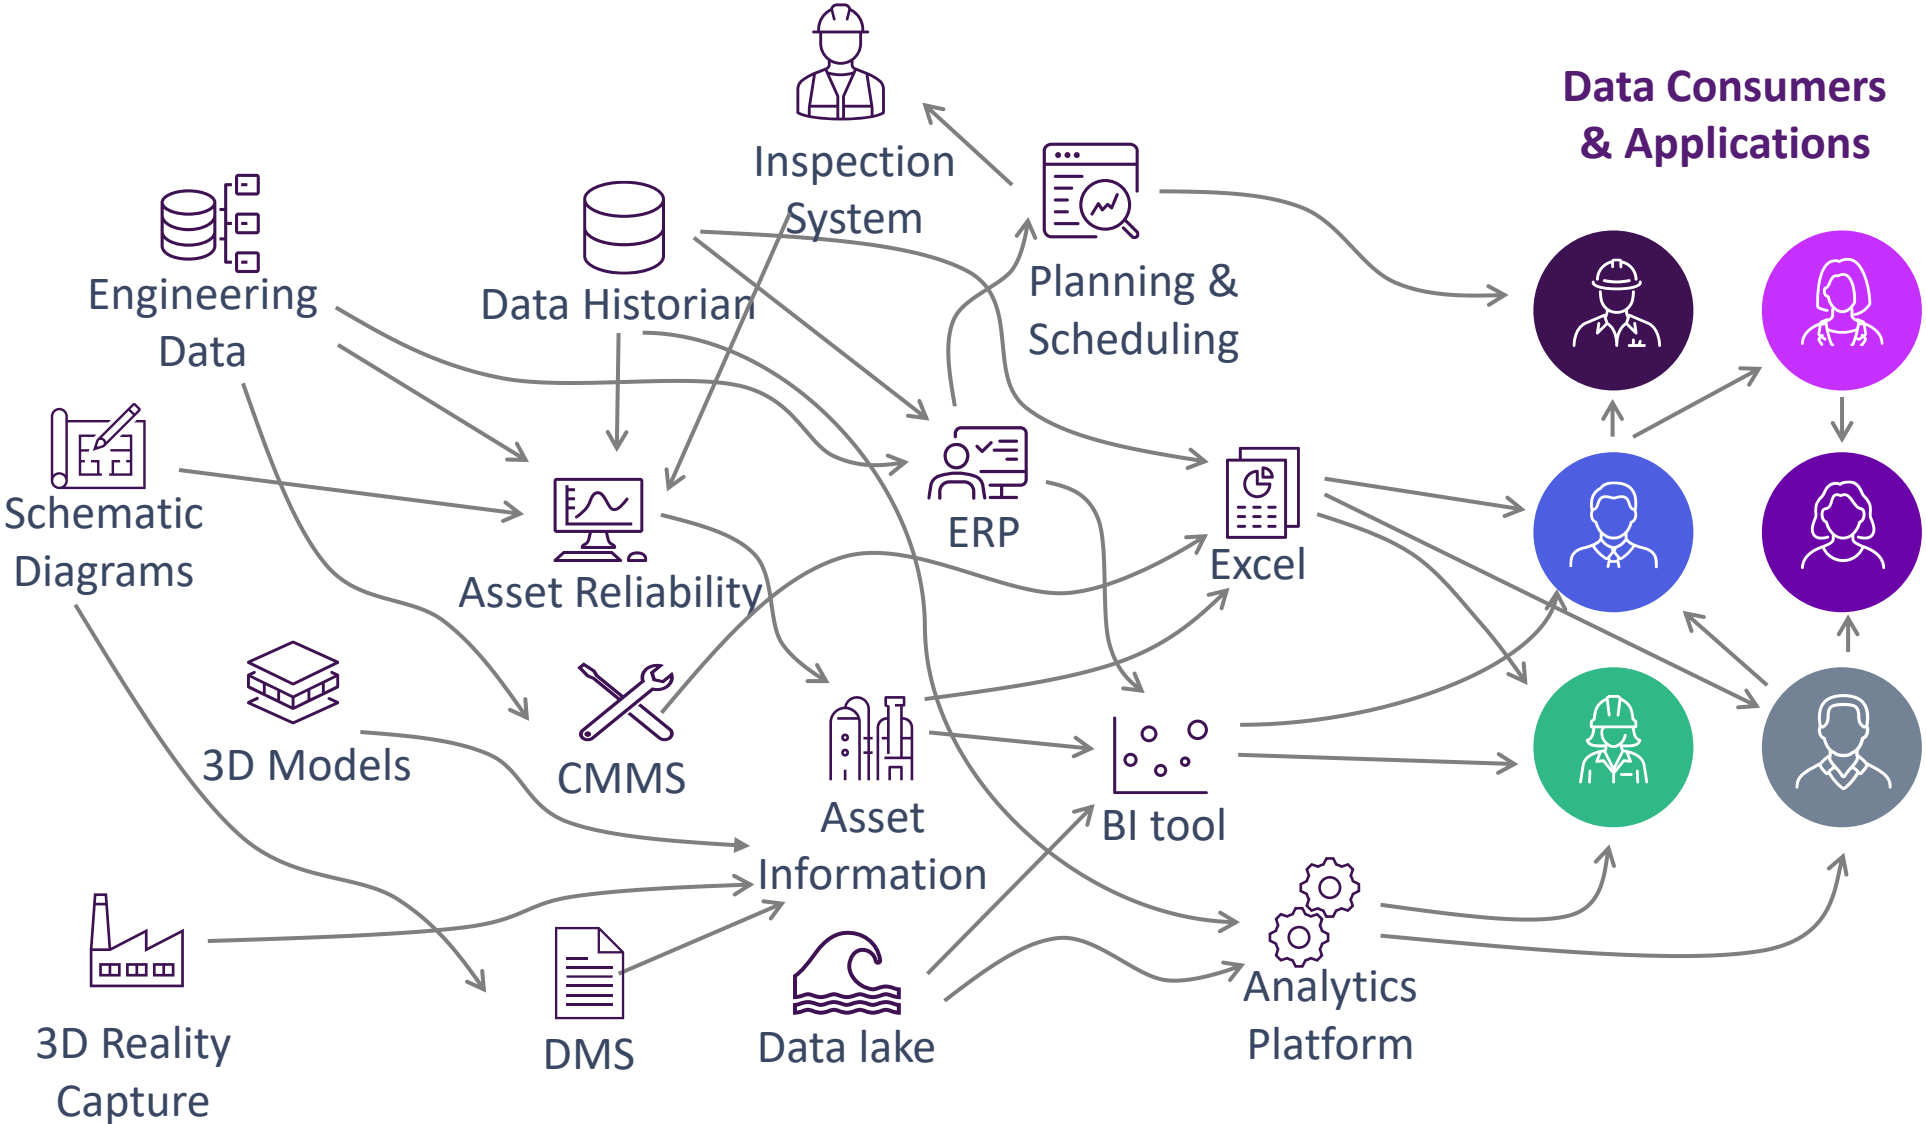 Data Consumers
& Applications
Inspection
System
Engineering
Data
Data Historian
Planning &
Scheduling
Schematic
Diagrams
Asset Reliability
ERP
Excel
3D Models
CMMS
Asset
Information
BI tool
3D Reality
Capture
DMS
Data lake
Analytics
Platform